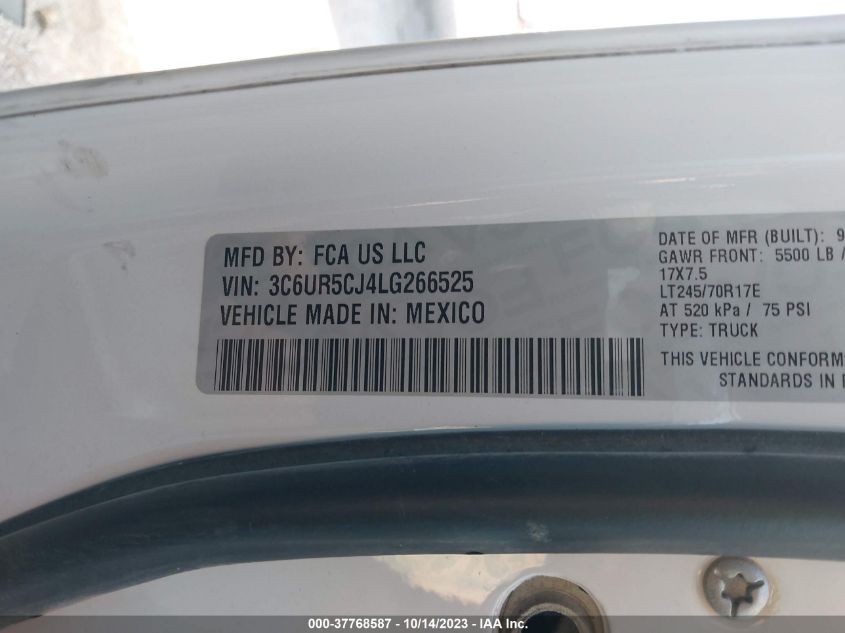 MFD BY: FCA US LLC
VIN: 3C6UR5CJ4LG266525
VEHICLE MADE IN: MEXICO
DATE OF MFR (BUILT): 9
GAWR FRONT: 5500 LB /
17X7.5
LT245/70R17E
AT 520 kPa / 75 PSI
TYPE: TRUCK
THIS VEHICLE CONFORM
STANDARDS IN
000-37768587 - 10/14/2023 - IAA Inc.